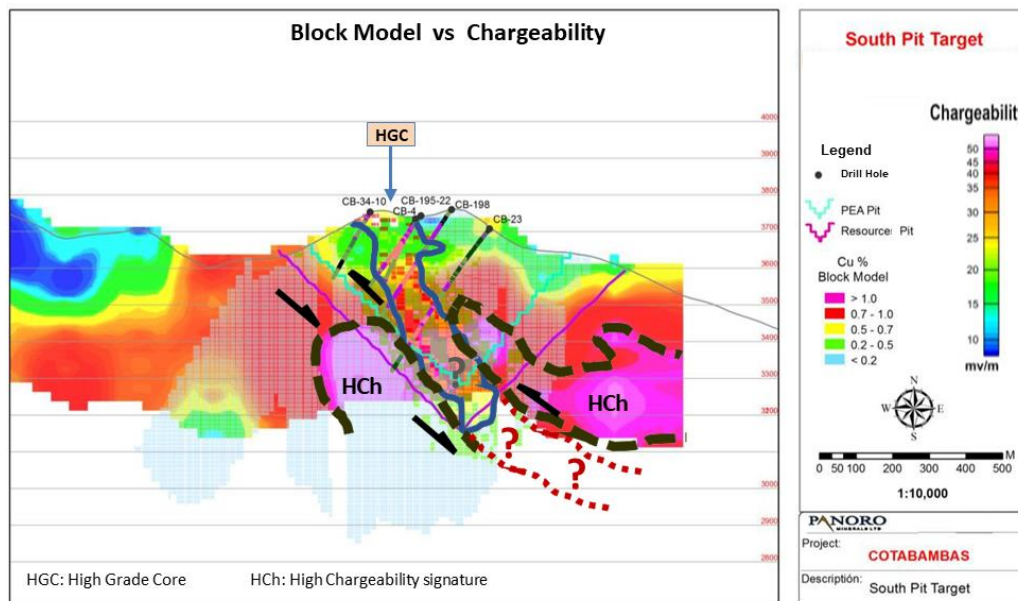 Block Model vs Chargeability
HGC
CB-34-10
CB-195-22
CB-4
CB-198
CB-23
4000
3900
3800
3700
3600
3500
3400
3300
3200
3100
3000
2900
2800
HCh
HCh
?
?
?
HGC: High Grade Core
HCh: High Chargeability signature
South Pit Target
Chargeabilit
Legend
Drill Hole
PEA Pit
Resource Pit
Cu %
Block Model
> 1.0
0.7 - 1.0
0.5 - 0.7
0.2 - 0.5
< 0.2
50
45
40
35
30
25
20
15
10
mv/m
N
W E
S
M
0 50 100 200 300 400 500
1:10,000
PANORO
MINERALS LTD
Project:
COTABAMBAS
Descripción:
South Pit Target